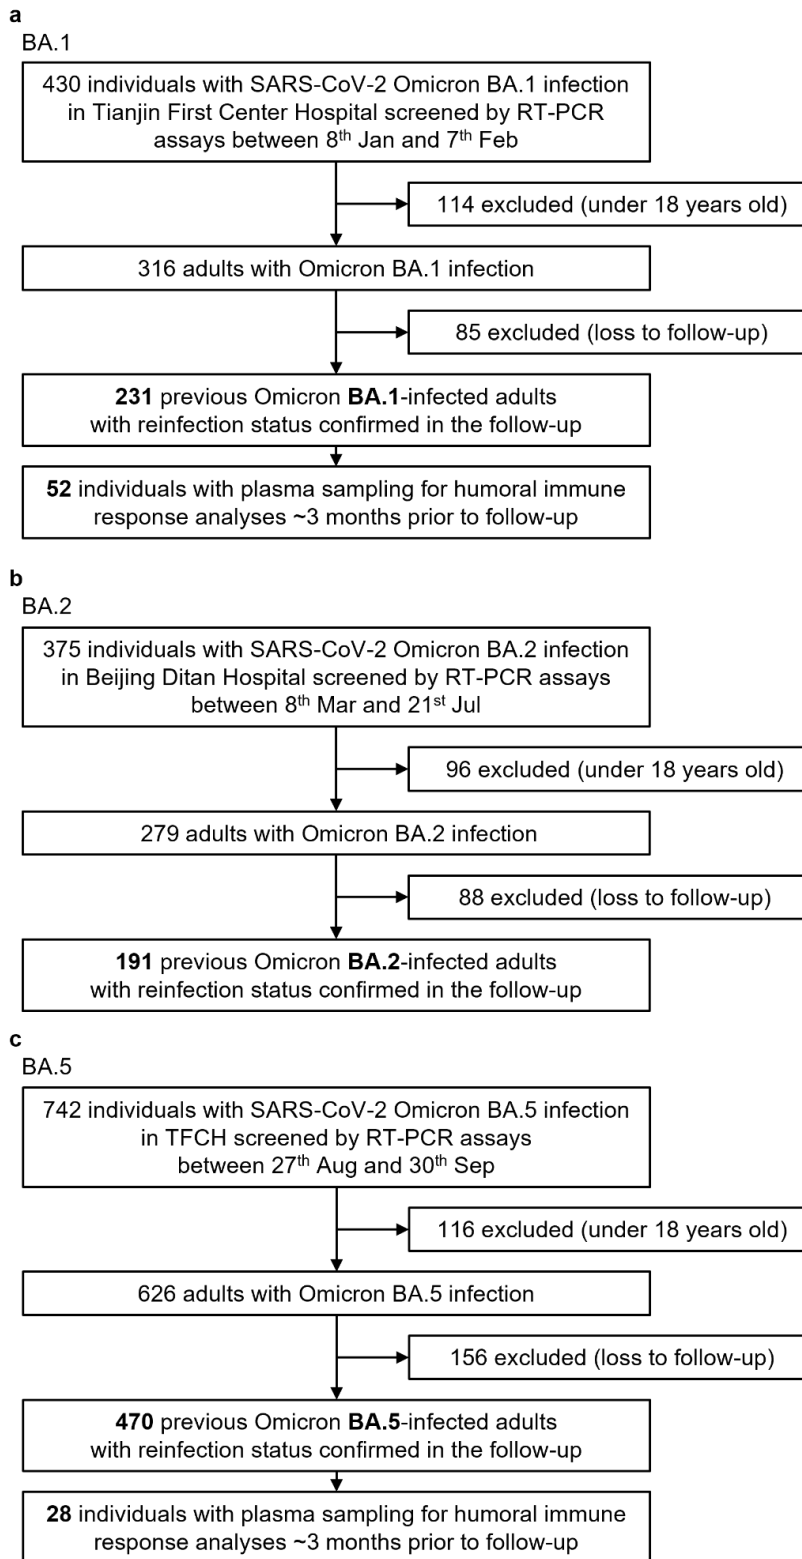 a
BA.1
430 individuals with SARS-CoV-2 Omicron BA.1 infection
in Tianjin First Center Hospital screened by RT-PCR
assays between 8th Jan and 7th Feb
114 excluded (under 18 years old)
316 adults with Omicron BA.1 infection
85 excluded (loss to follow-up)
231 previous Omicron BA.1-infected adults
with reinfection status confirmed in the follow-up
52 individuals with plasma sampling for humoral immune
response analyses ~3 months prior to follow-up
b
BA.2
375 individuals with SARS-CoV-2 Omicron BA.2 infection
in Beijing Ditan Hospital screened by RT-PCR assays
between 8th Mar and 21st Jul
96 excluded (under 18 years old)
279 adults with Omicron BA.2 infection
88 excluded (loss to follow-up)
191 previous Omicron BA.2-infected adults
with reinfection status confirmed in the follow-up
c
BA.5
742 individuals with SARS-CoV-2 Omicron BA.5 infection
in TFCH screened by RT-PCR assays
between 27th Aug and 30th Sep
116 excluded (under 18 years old)
626 adults with Omicron BA.5 infection
156 excluded (loss to follow-up)
470 previous Omicron BA.5-infected adults
with reinfection status confirmed in the follow-up
28 individuals with plasma sampling for humoral immune
response analyses ~3 months prior to follow-up